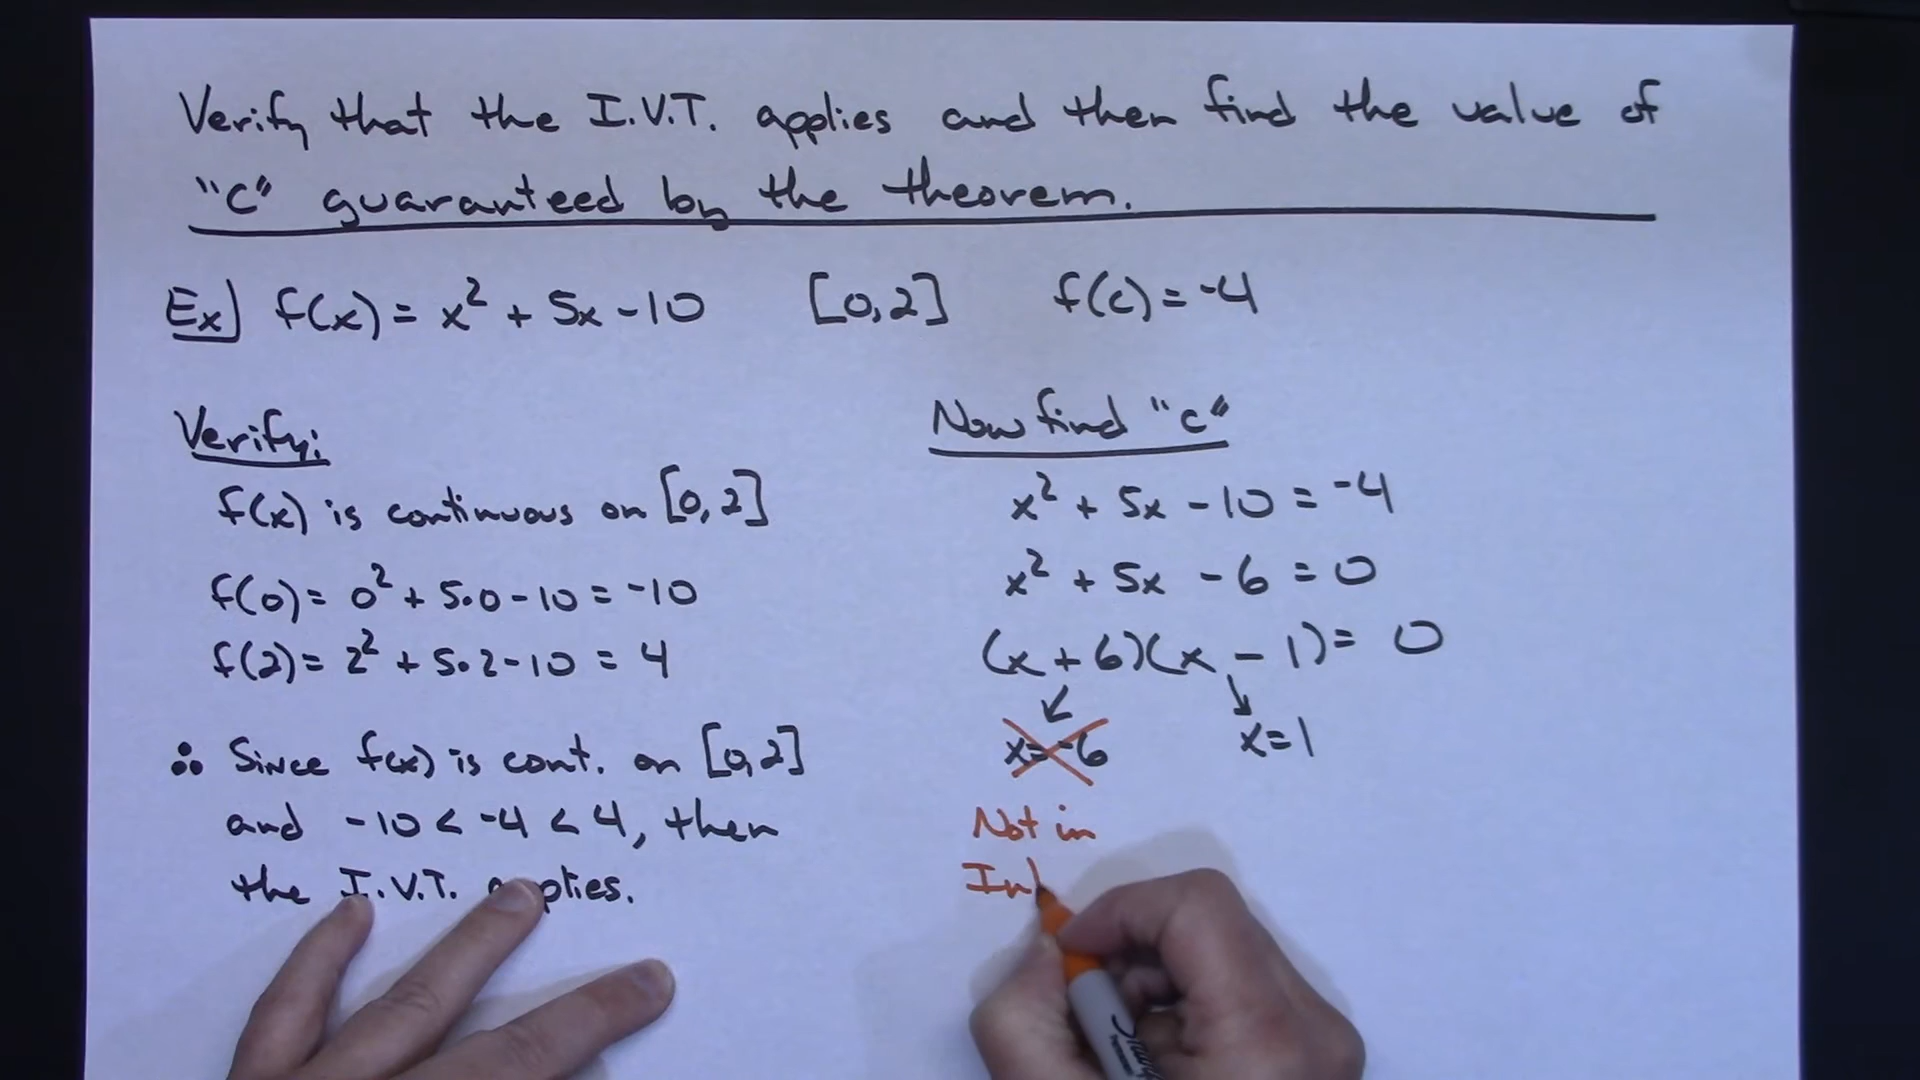 Verify that the I.V.T. applies and then find the value of
"c" guaranteed by the theorem.
Ex] f(x) = x² + 5x - 10 [0,2] f(c) = -4
Verify:
f(x) is continuous on [0,2]
f(0) = 0² + 5·0 - 10 = -10
f(2) = 2² + 5·2 - 10 = 4
∴ Since f(x) is cont. on [0,2]
and -10 < -4 < 4, then
the I.V.T. applies.
Now find "c"
x² + 5x - 10 = -4
x² + 5x - 6 = 0
(x + 6)(x - 1) = 0
x = -6 x = 1
Not in